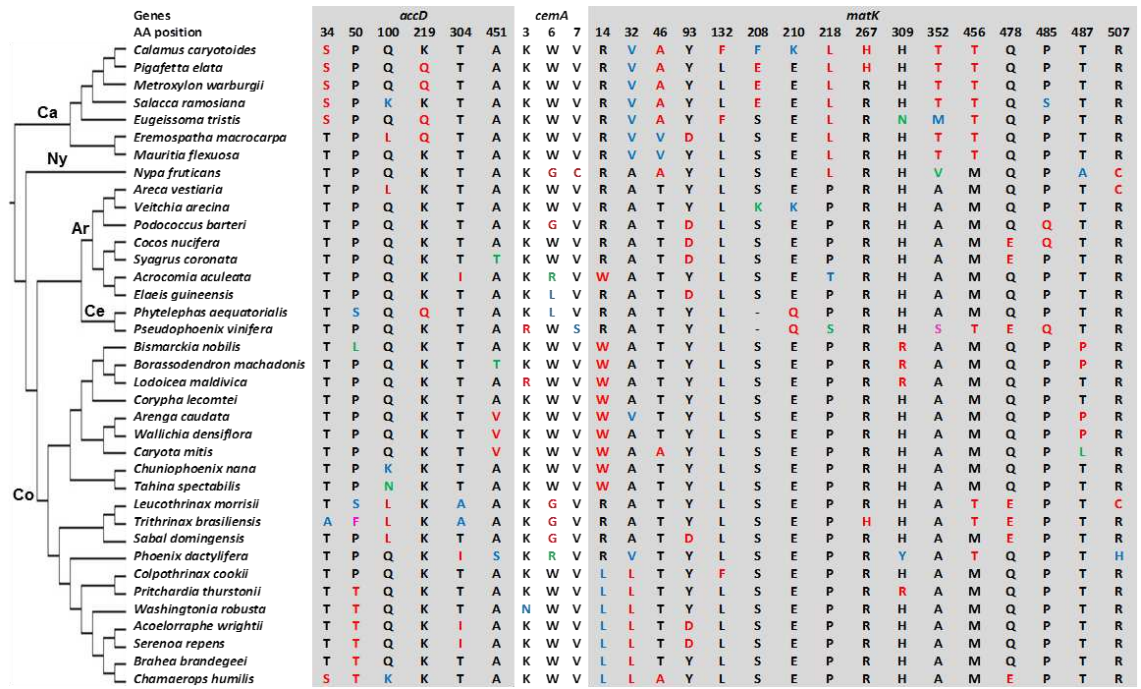 Genes accD cemA matK
AA position 34 50 100 219 304 451 3 6 7 14 32 46 93 132 208 210 218 267 309 352 456 478 485 487 507
Calamus caryotoides S P Q K T A K W V R V A Y F F K L H H T T Q P T R
Pigafetta elata S P Q Q T A K W V R V A Y L E E L H H T T Q P T R
Metroxylon warburgii S P Q Q T A K W V R V A Y L E E L R H T T Q P T R
Salacca ramosiana S P K K T A K W V R V A Y L E E L R H T T Q S T R
Ca
Eugeissoma tristis S P Q Q T A K W V R V A Y F S E L R N M T Q P T R
Eremospatha macrocarpa T P L Q T A K W V R V V D L S E L R H T T Q P T R
Mauritia flexuosa T P Q K T A K W V R V V Y L S E L R H T T Q P T R
Ny
Nypa fruticans T P Q K T A K G C R A A Y L S E L R H V M Q P A C
Areca vestiaria T P L K T A K W V R A T Y L S E P R H A M Q P T C
Veitchia arecina T P Q K T A K W V R A T Y L K K P R H A M Q P T R
Podococcus barteri T P Q K T A K G V R A T D L S E P R H A M Q Q T R
Ar
Cocos nucifera T P Q K T A K W V R A T D L S E P R H A M E Q T R
Syagrus coronata T P Q K T T K W V R A T D L S E P R H A M E P T R
Acrocomia aculeata T P Q K I A K R V W A T Y L S E T R H A M Q P T R
Elaeis guineensis T P Q K T A K L V R A T D L S E P R H A M Q P T R
Ce
Phytelephas aequatorialis T S Q Q T A K L V R A T Y L - Q P R H A M Q P T R
Pseudophoenix vinifera T P Q K T A R W S R A T Y L - Q S R H S T E Q T R
Bismarckia nobilis T L Q K T A K W V W A T Y L S E P R R A M Q P P R
Borassodendron machadonis T P Q K T T K W V W A T Y L S E P R R A M Q P P R
Lodoicea maldivica T P Q K T A R W V W A T Y L S E P R R A M Q P T R
Corypha lecomtei T P Q K T A K W V W A T Y L S E P R H A M Q P T R
Arenga caudata T P Q K T V K W V W V T Y L S E P R H A M Q P P R
Wallichia densiflora T P Q K T V K W V W A T Y L S E P R H A M Q P P R
Caryota mitis T P Q K T V K W V W A A Y L S E P R H A M Q P L R
Chuniophoenix nana T P K K T A K W V W A T Y L S E P R H A M Q P T R
Co
Tahina spectabilis T P N K T A K W V W A T Y L S E P R H A M Q P T R
Leucothrinax morrisii T S L K A A K G V R A T Y L S E P R H A T E P T C
Trithrinax brasiliensis A F L K A A K G V R A T Y L S E P H H A T E P T R
Sabal domingensis T P L K T A K G V R A T D L S E P R H A M E P T R
Phoenix dactylifera T P Q K I S K R V R V T Y L S E P R Y A T Q P T H
Colpothrinax cookii T P Q K T A K W V L L T Y F S E P R H A M Q P T R
Pritchardia thurstonii T T Q K T A K W V L L T Y L S E P R R A M Q P T R
Washingtonia robusta T T Q K T A N W V L L T Y L S E P R H A M Q P T R
Acoelorraphe wrightii T T Q K I A K W V L L T D L S E P R H A M Q P T R
Serenoa repens T T Q K I A K W V L L T D L S E P R H A M Q P T R
Brahea brandegeei T T Q K T A K W V L L T Y L S E P R H A M Q P T R
Chamaerops humilis S T K K T A K W V L L A Y L S E P R H A M E P T R